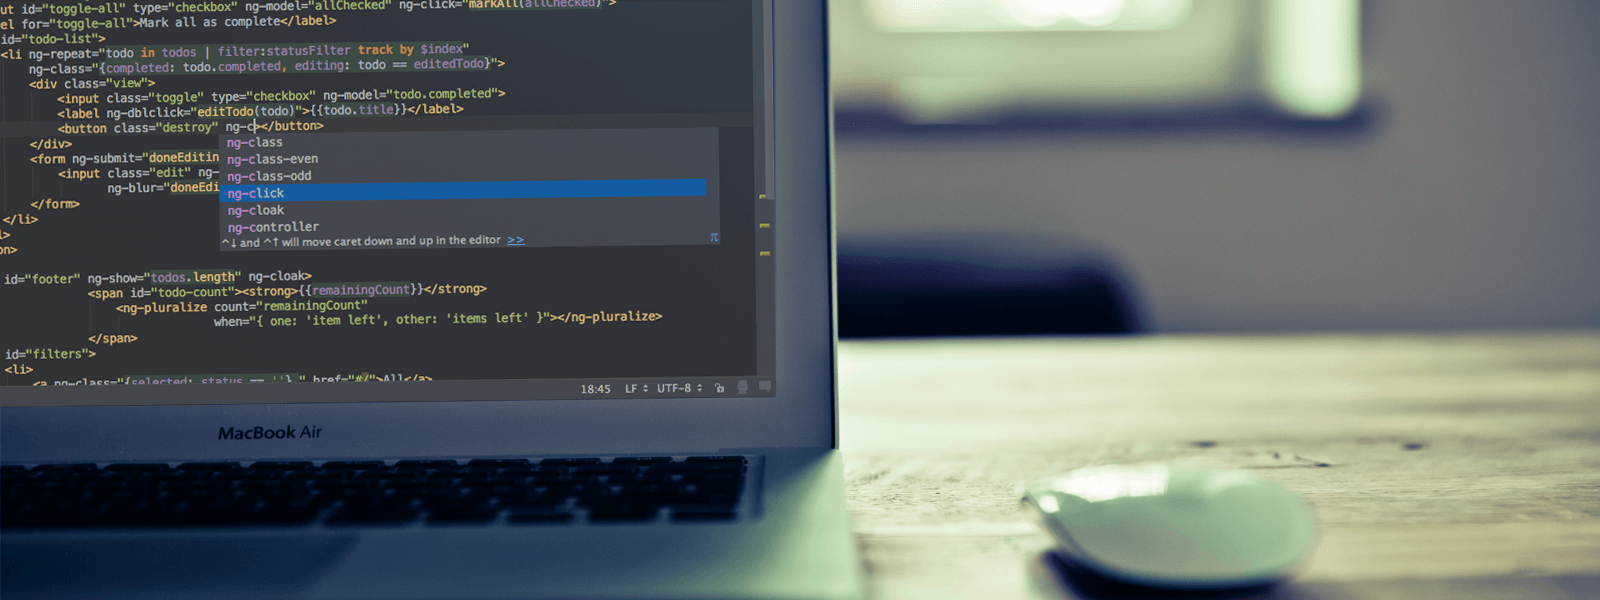 ut id="toggle-all" type="checkbox" ng-model="allChecked" ng-click="markAll(allChecked)">
el for="toggle-all">Mark all as complete</label>
id="todo-list">
<li ng-repeat="todo in todos | filter:statusFilter track by $index"
ng-class="{completed: todo.completed, editing: todo == editedTodo}">
<div class="view">
<input class="toggle" type="checkbox" ng-model="todo.completed">
<label ng-dblclick="editTodo(todo)">{{todo.title}}</label>
<button class="destroy" ng-c></button>
ng-class
</div>
ng-class-even
<form ng-submit="doneEditin
ng-class-odd
<input class="edit" ng-
ng-click
ng-blur="doneEdi
ng-cloak
</form>
ng-controller
</li>
^↓ and ^↑ will move caret down and up in the editor >>
π
l>
on>
id="footer" ng-show="todos.length" ng-cloak>
<span id="todo-count"><strong>{{remainingCount}}</strong>
<ng-pluralize count="remainingCount"
when="{ one: 'item left', other: 'items left' }"></ng-pluralize>
</span>
id="filters">
<li>
<a ng-class="{selected: status == ''} " href="#/">All</a>
18:45 LF UTF-8
MacBook Air